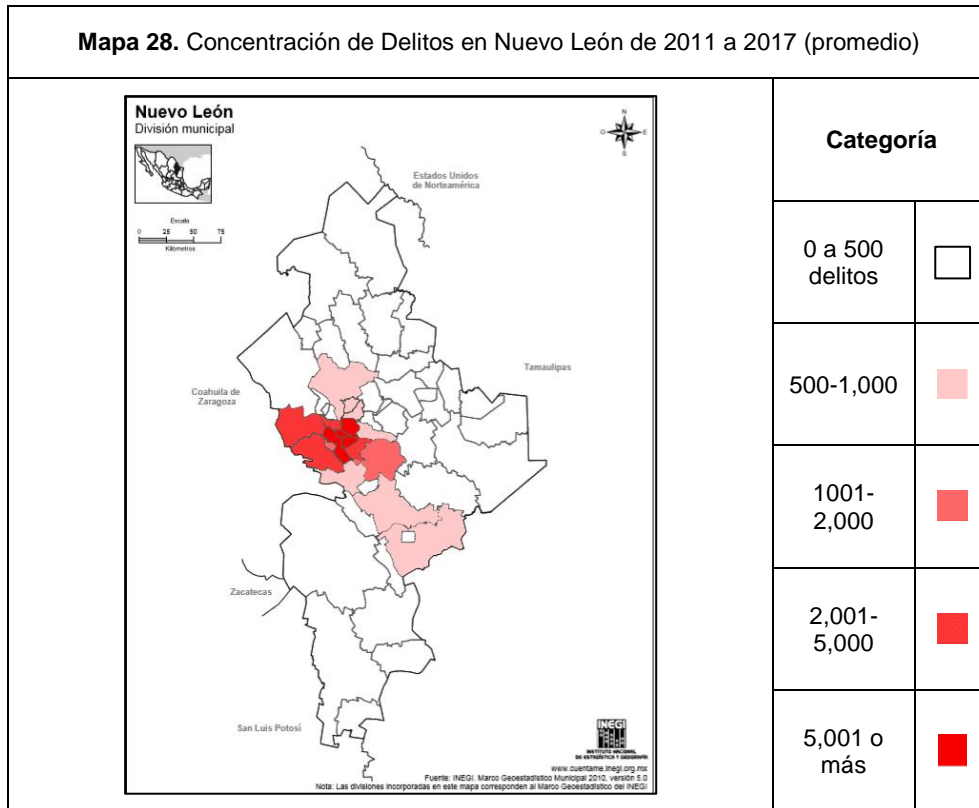 Mapa 28. Concentración de Delitos en Nuevo León de 2011 a 2017 (promedio)
Nuevo León
División municipal
N
O
E
S
Estados Unidos
de Norteamérica
Escala
0 25 50 75
Kilómetros
Tamaulipas
Coahuila de
Zaragoza
Zacatecas
San Luis Potosí
INEGI
INSTITUTO NACIONAL
DE ESTADÍSTICA Y GEOGRAFÍA
www.cuentame.inegi.org.mx
Fuente: INEGI. Marco Geoestadístico Municipal 2010, versión 5.0
Nota: Las divisiones incorporadas en este mapa corresponden al Marco Geoestadístico del INEGI
Categoría
0 a 500
delitos
500-1,000
1001-
2,000
2,001-
5,000
5,001 o
más